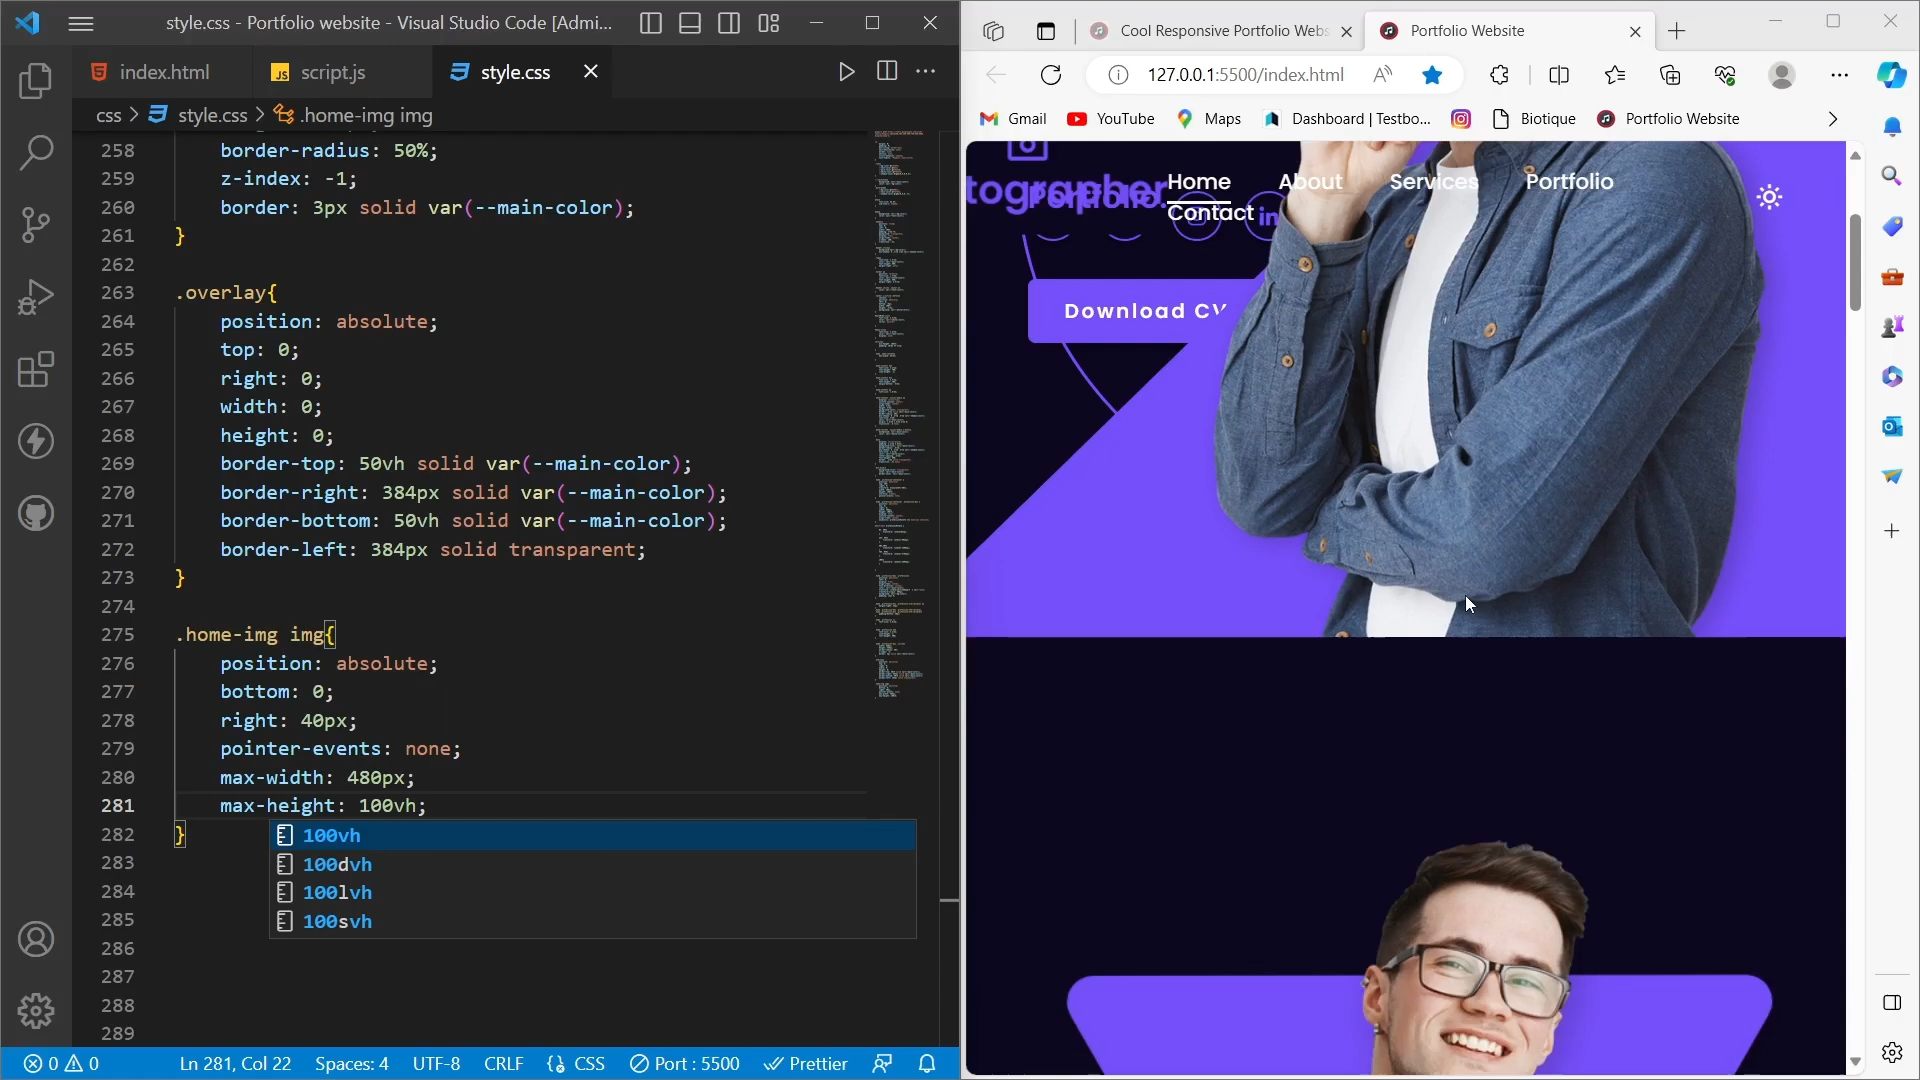 style.css - Portfolio website - Visual Studio Code [Admi...
index.html
JS script.js
style.css
css > style.css > .home-img img
258 border-radius: 50%;
259 z-index: -1;
260 border: 3px solid var(--main-color);
261 }
262
263 .overlay{
264 position: absolute;
265 top: 0;
266 right: 0;
267 width: 0;
268 height: 0;
269 border-top: 50vh solid var(--main-color);
270 border-right: 384px solid var(--main-color);
271 border-bottom: 50vh solid var(--main-color);
272 border-left: 384px solid transparent;
273 }
274
275 .home-img img{
276 position: absolute;
277 bottom: 0;
278 right: 40px;
279 pointer-events: none;
280 max-width: 480px;
281 max-height: 100vh;
282 }
100vh
283
100dvh
284
100lvh
285
100svh
286
287
288
289
0 0 Ln 281, Col 22 Spaces: 4 UTF-8 CRLF {} CSS Port : 5500 Prettier
Cool Responsive Portfolio Webs
Portfolio Website
127.0.0.1:5500/index.html
Gmail YouTube Maps Dashboard | Testbo... Biotique Portfolio Website
tographer
Portfolio.
Home About Services Portfolio
Contact
in
Download CV